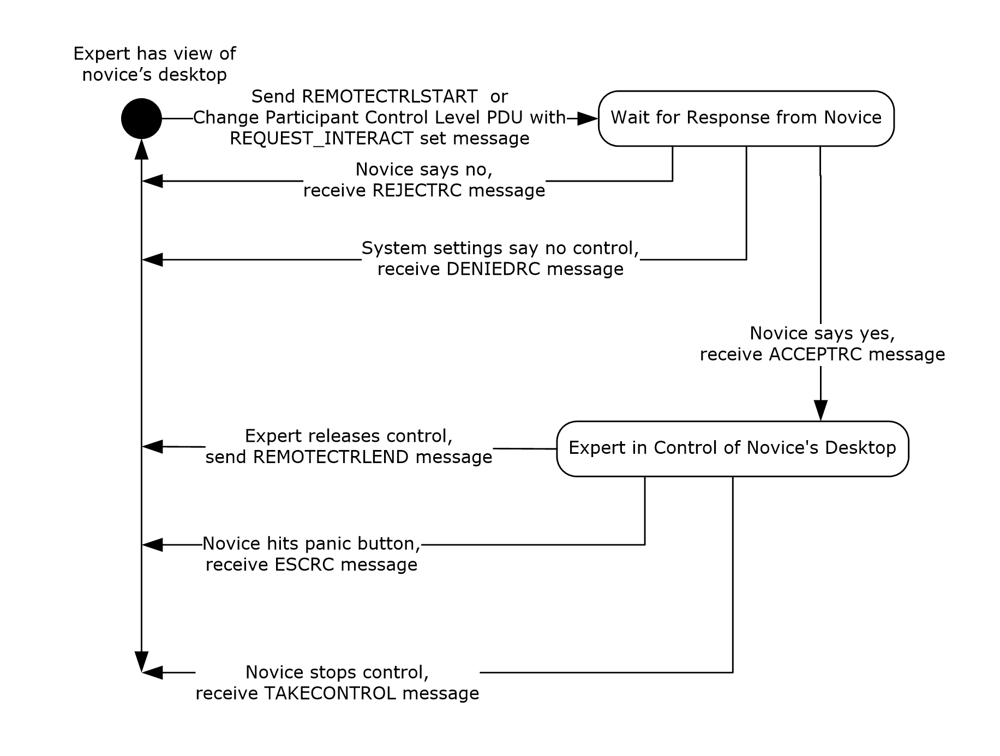 Expert has view of
novice’s desktop
Send REMOTECTRLSTART  or
Change Participant Control Level PDU with
REQUEST_INTERACT set message
Wait for Response from Novice
Novice says no,
receive REJECTRC message
System settings say no control,
receive DENIEDRC message
Novice says yes,
receive ACCEPTRC message
Expert releases control,
send REMOTECTRLEND message
Expert in Control of Novice's Desktop
Novice hits panic button,
receive ESCRC message
Novice stops control,
receive TAKECONTROL message